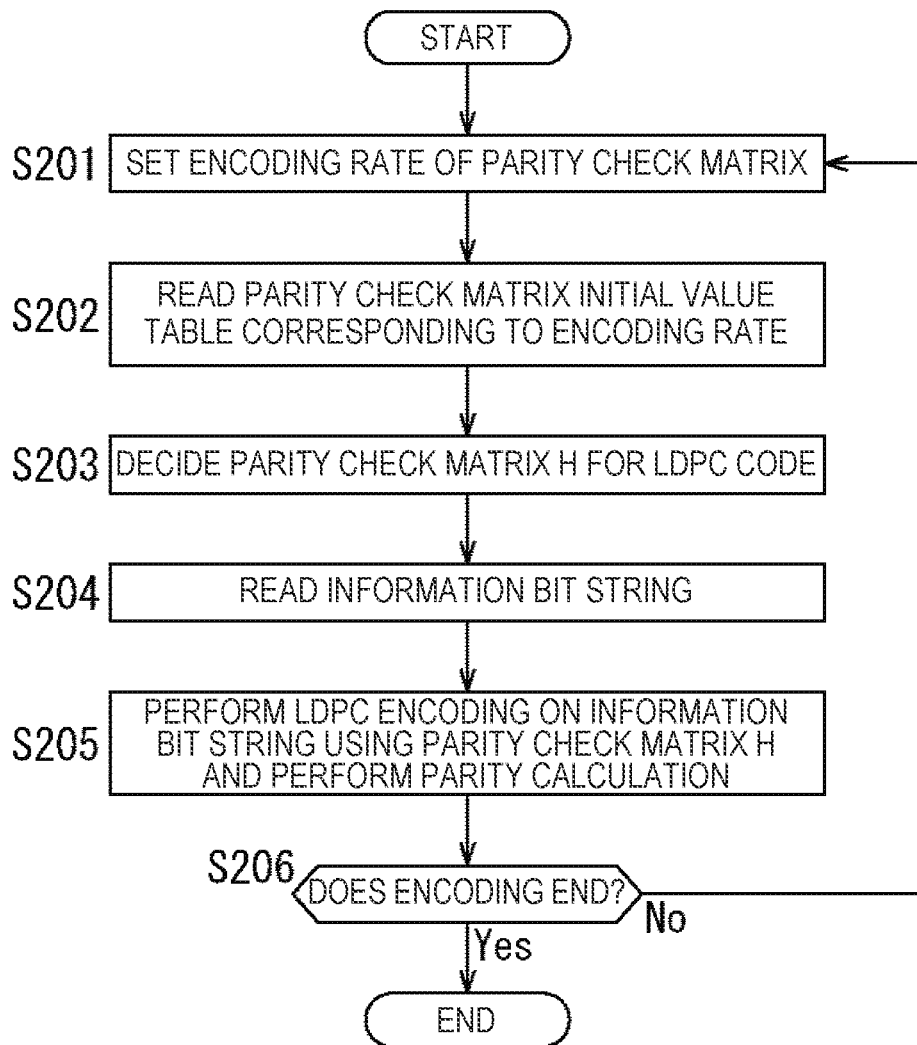 START
S201
SET ENCODING RATE OF PARITY CHECK MATRIX
S202
READ PARITY CHECK MATRIX INITIAL VALUE
TABLE CORRESPONDING TO ENCODING RATE
S203
DECIDE PARITY CHECK MATRIX H FOR LDPC CODE
S204
READ INFORMATION BIT STRING
S205
PERFORM LDPC ENCODING ON INFORMATION
BIT STRING USING PARITY CHECK MATRIX H
AND PERFORM PARITY CALCULATION
S206
DOES ENCODING END?
No
Yes
END